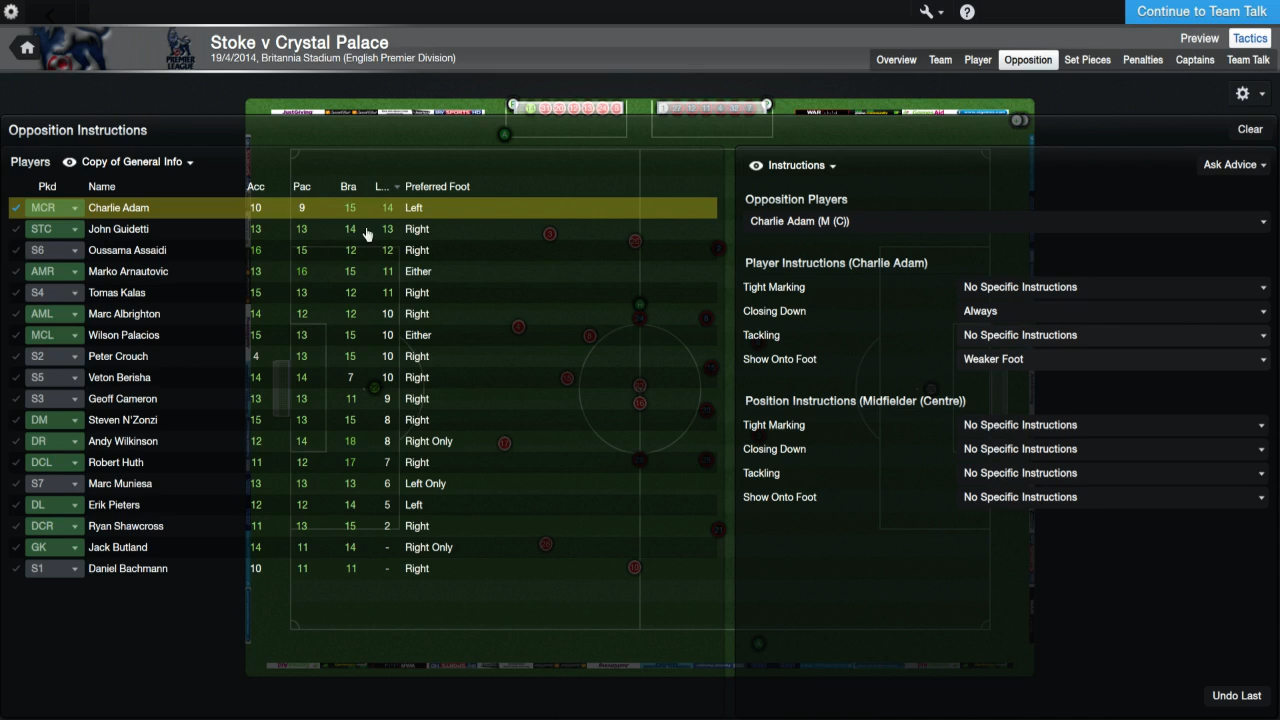 Continue to Team Talk
Stoke v Crystal Palace
19/4/2014, Britannia Stadium (English Premier Division)
PREMIER
LEAGUE
Preview Tactics
Overview Team Player Opposition Set Pieces Penalties Captains Team Talk
Opposition Instructions
Clear
Players Copy of General Info
Instructions
Ask Advice
Pkd Name Acc Pac Bra L... Preferred Foot
MCR Charlie Adam 10 9 15 14 Left
STC John Guidetti 13 13 14 13 Right
S6 Oussama Assaidi 16 15 12 12 Right
AMR Marko Arnautovic 13 16 15 11 Either
S4 Tomas Kalas 15 13 12 11 Right
AML Marc Albrighton 14 12 12 10 Right
MCL Wilson Palacios 15 13 15 10 Either
S2 Peter Crouch 4 13 15 10 Right
S5 Veton Berisha 14 14 7 10 Right
S3 Geoff Cameron 13 13 11 9 Right
DM Steven N'Zonzi 15 13 15 8 Right
DR Andy Wilkinson 12 14 18 8 Right Only
DCL Robert Huth 11 12 17 7 Right
S7 Marc Muniesa 13 13 13 6 Left Only
DL Erik Pieters 12 12 14 5 Left
DCR Ryan Shawcross 11 13 15 2 Right
GK Jack Butland 14 11 14 - Right Only
S1 Daniel Bachmann 10 11 11 - Right
Opposition Players
Charlie Adam (M (C))
Player Instructions (Charlie Adam)
Tight Marking No Specific Instructions
Closing Down Always
Tackling No Specific Instructions
Show Onto Foot Weaker Foot
Position Instructions (Midfielder (Centre))
Tight Marking No Specific Instructions
Closing Down No Specific Instructions
Tackling No Specific Instructions
Show Onto Foot No Specific Instructions
Undo Last